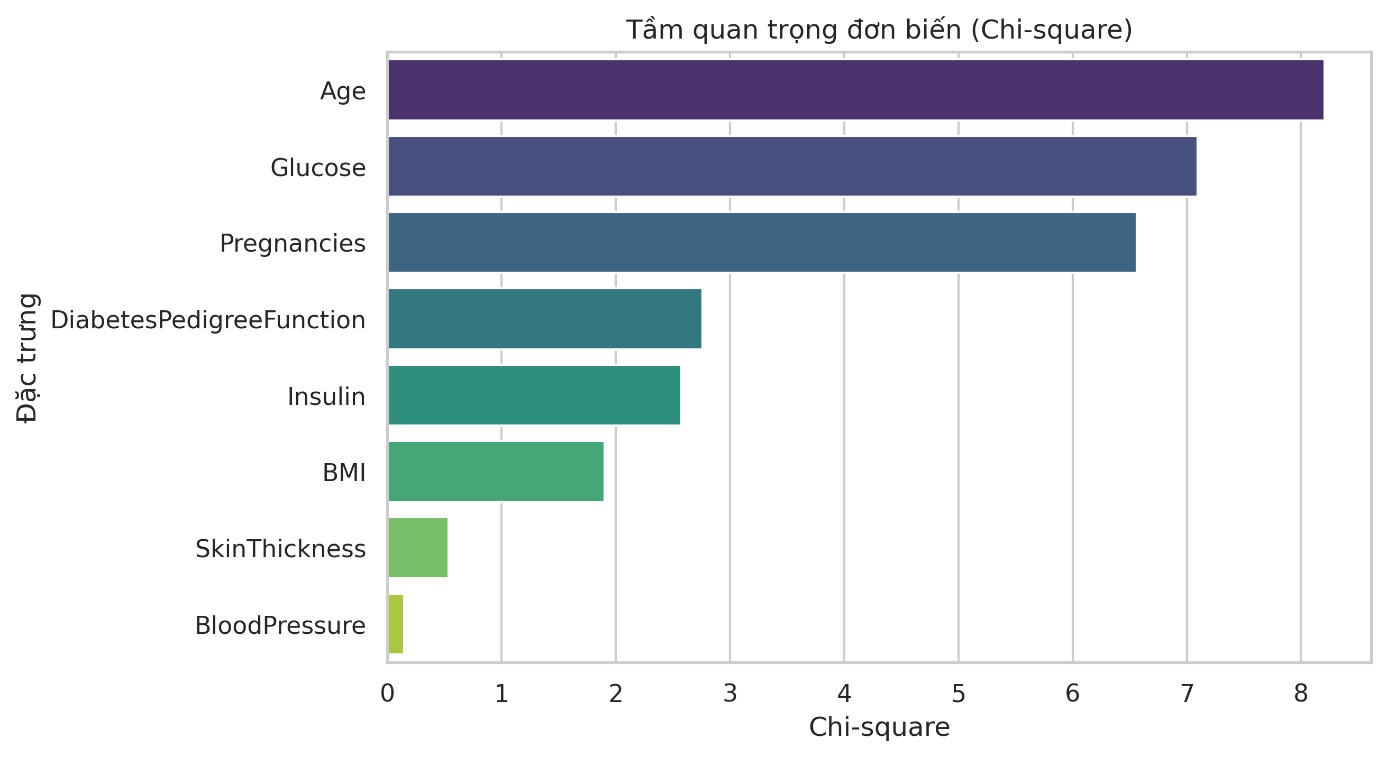 Tầm quan trọng đơn biến (Chi-square)
Đặc trưng
Age
Glucose
Pregnancies
DiabetesPedigreeFunction
Insulin
BMI
SkinThickness
BloodPressure
0 1 2 3 4 5 6 7 8
Chi-square